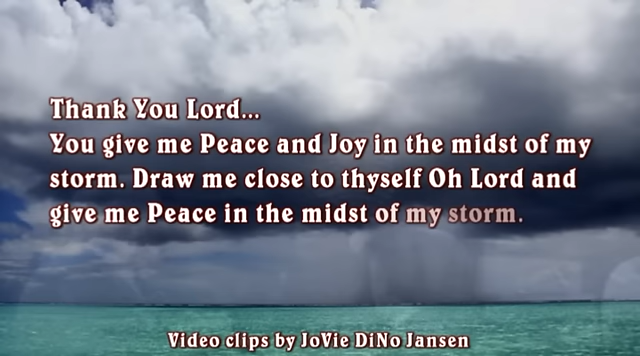 Thank You Lord...
You give me Peace and Joy in the midst of my
storm. Draw me close to thyself Oh Lord and
give me Peace in the midst of my storm.
Video clips by JoVie DiNo Jansen